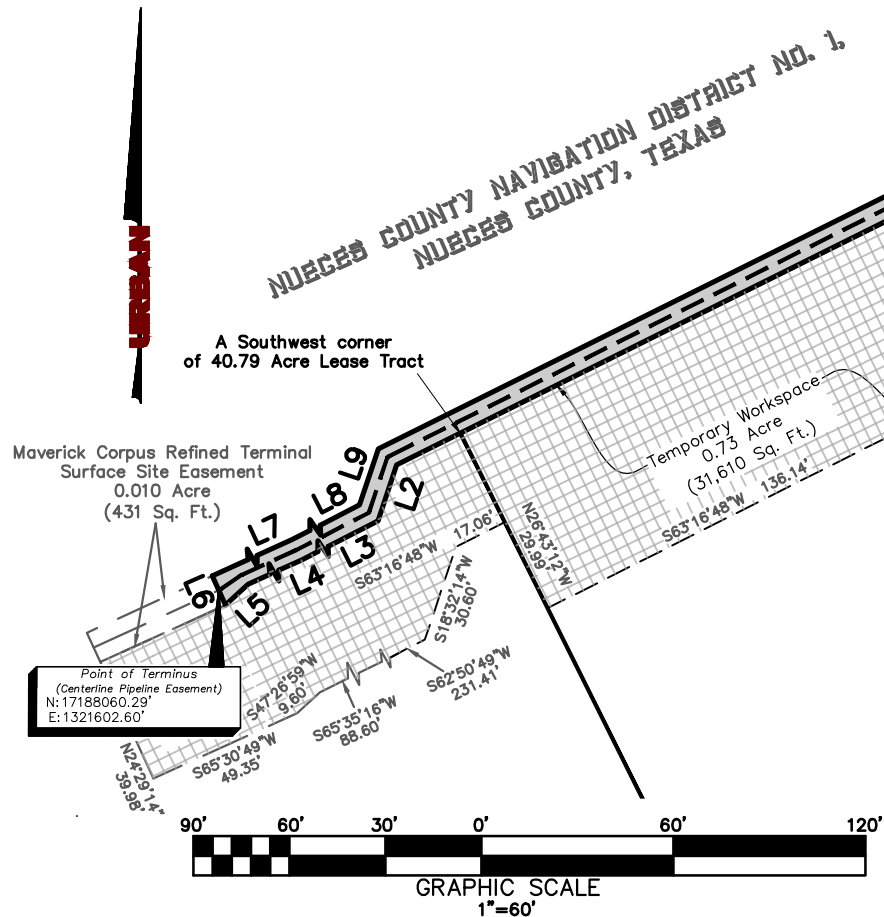 NUECES COUNTY NAVIGATION DISTRICT NO. 1,
NUECES COUNTY, TEXAS
URBAN
A Southwest corner
of 40.79 Acre Lease Tract
Maverick Corpus Refined Terminal
Surface Site Easement
0.010 Acre
(431 Sq. Ft.)
Temporary Workspace
0.73 Acre
(31,610 Sq. Ft.)
S63°16'48"W 136.14'
N26°43'12"W
29.99'
L9
L8
L7
L2
L3
L4
L5
L6
17.06'
S63°16'48"W
S18°32'14"W
30.60'
S62°50'49"W
231.41'
S65°35'16"W
88.60'
S47°26'59"W
9.60'
S65°30'49"W
49.35'
N24°29'14"
39.98'
Point of Terminus
(Centerline Pipeline Easement)
N:17188060.29'
E:1321602.60'
90' 60' 30' 0' 60' 120'
GRAPHIC SCALE
1"=60'